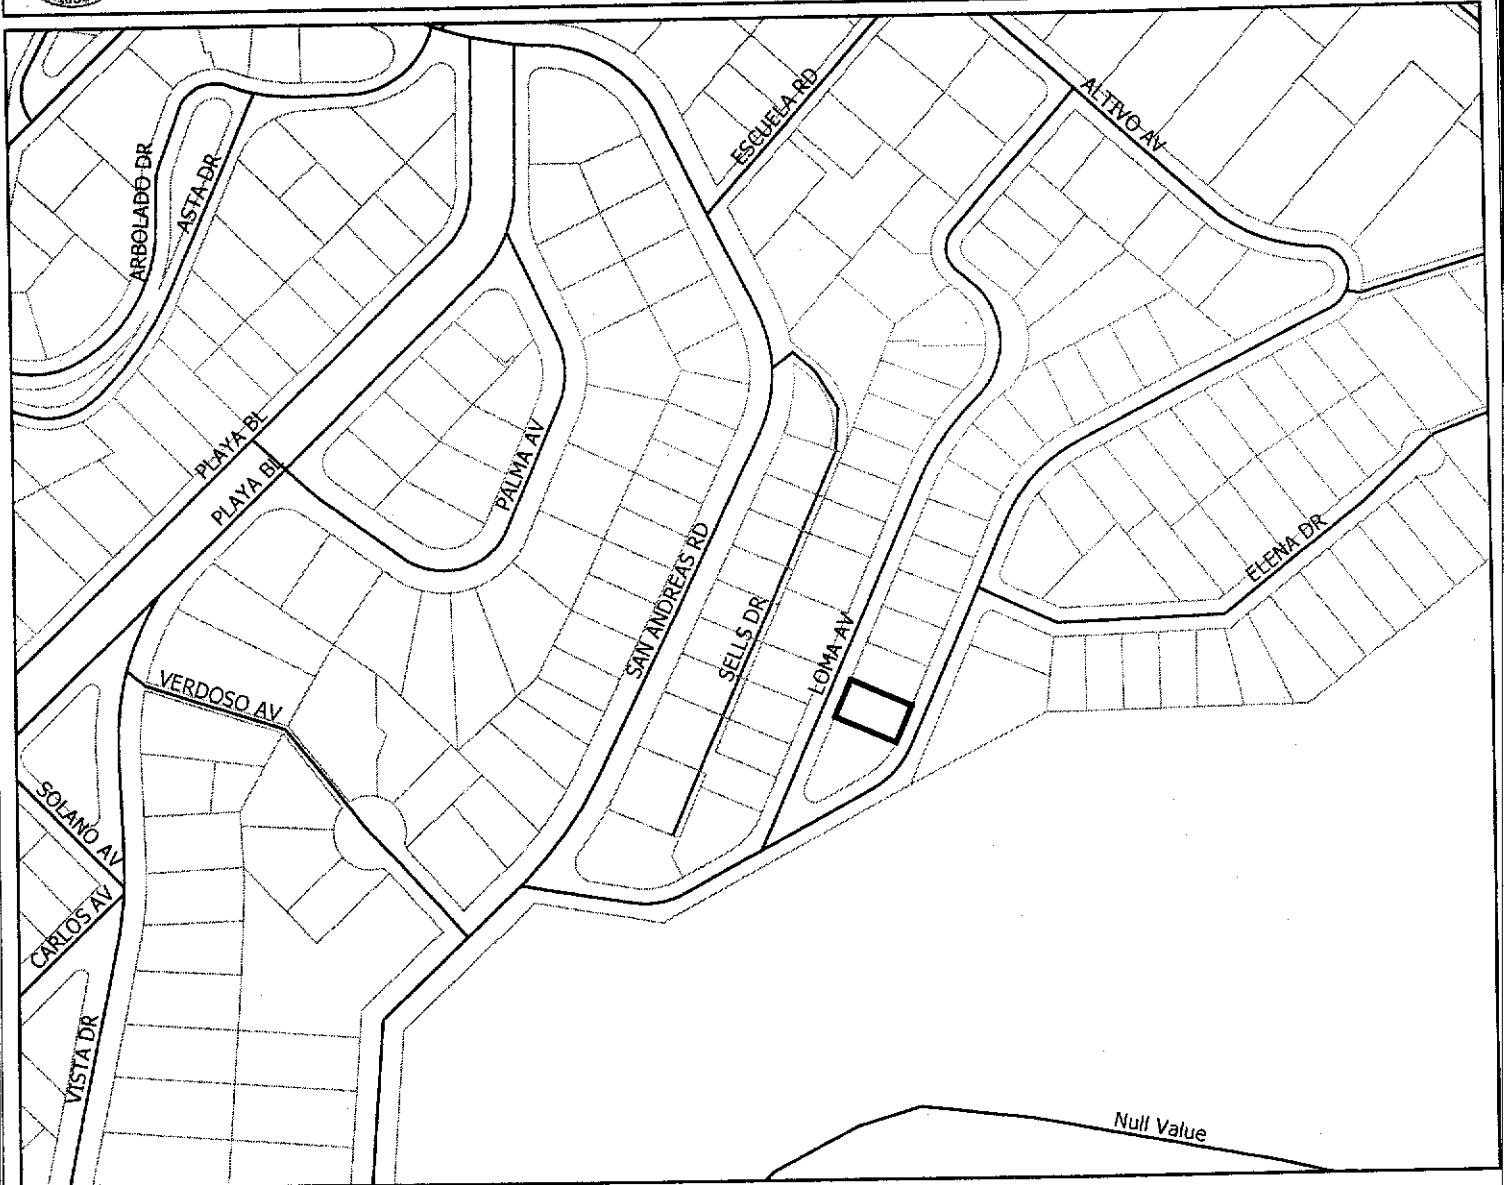 ESCUELA RD
ALTIVO AV
ARBOLADO DR
ASTA DR
PLAYA BL
PLAYA BL
PALMA AV
SAN ANDREAS RD
SELLS DR
LOMA AV
ELENA DR
VERDOSO AV
SOLANO AV
CARLOS AV
VISTA DR
Null Value